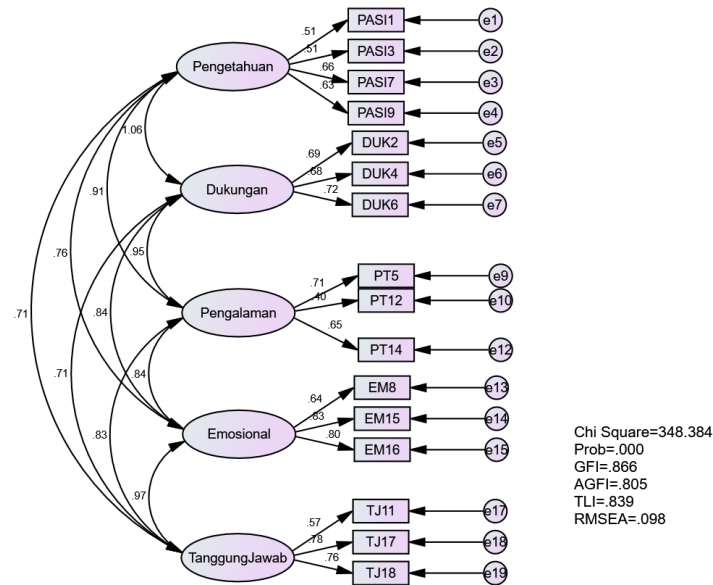 .51
PASI1
e1
.51
PASI3
e2
Pengetahuan
.66
PASI7
e3
.63
PASI9
e4
1.06
.69
DUK2
e5
.68
DUK4
e6
Dukungan
.72
DUK6
e7
.91
.76
.95
.71
PT5
e9
.40
PT12
e10
Pengalaman
.65
PT14
e12
.71
.84
.71
.84
.64
EM8
e13
.83
EM15
e14
Emosional
.80
EM16
e15
.83
.97
.57
TJ11
e17
.78
TJ17
e18
TanggungJawab
.76
TJ18
e19
Chi Square=348.384
Prob=.000
GFI=.866
AGFI=.805
TLI=.839
RMSEA=.098